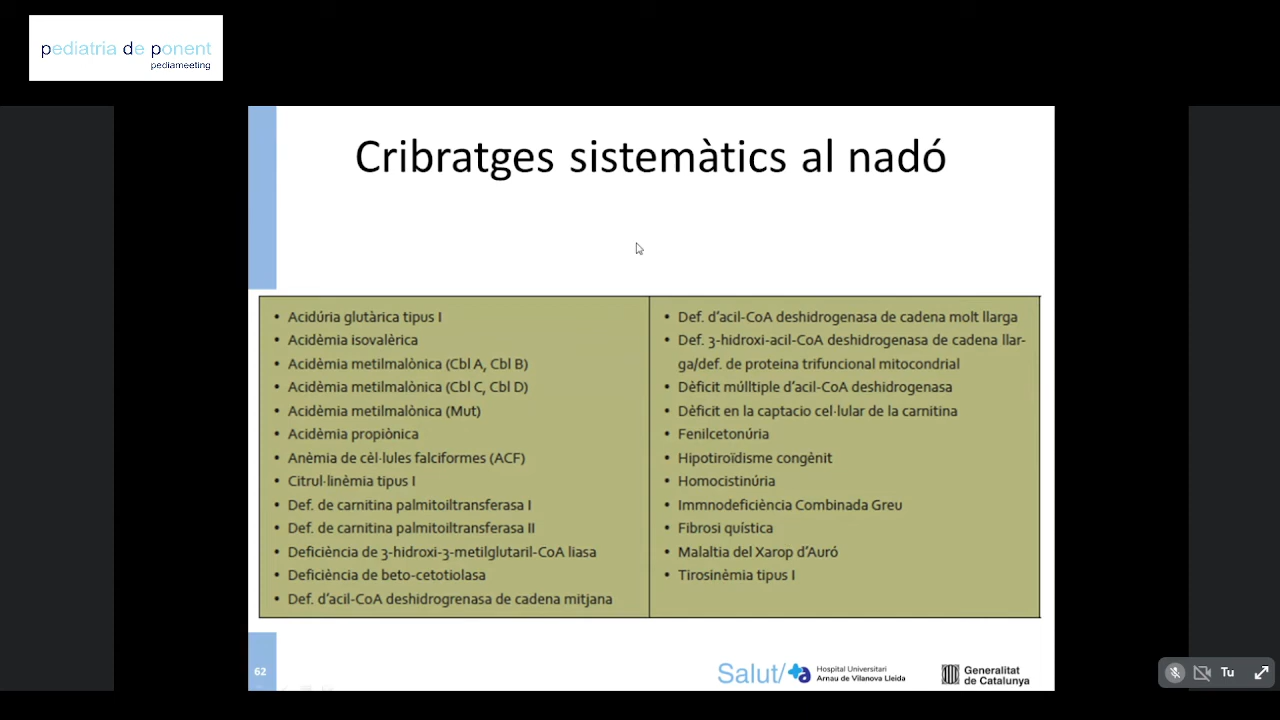 pediatria de ponent
pediameeting
Cribratges sistemàtics al nadó
• Acidúria glutàrica tipus I
• Acidèmia isovalèrica
• Acidèmia metilmalònica (Cbl A, Cbl B)
• Acidèmia metilmalònica (Cbl C, Cbl D)
• Acidèmia metilmalònica (Mut)
• Acidèmia propiònica
• Anèmia de cèl·lules falciformes (ACF)
• Citrul·linèmia tipus I
• Def. de carnitina palmitoiltransferasa I
• Def. de carnitina palmitoiltransferasa II
• Deficiència de 3-hidroxi-3-metilglutaril-CoA liasa
• Deficiència de beto-cetotiolasa
• Def. d'acil-CoA deshidrogrenasa de cadena mitjana
• Def. d'acil-CoA deshidrogenasa de cadena molt llarga
• Def. 3-hidroxi-acil-CoA deshidrogenasa de cadena llar-
ga/def. de proteina trifuncional mitocondrial
• Dèficit múlltiple d'acil-CoA deshidrogenasa
• Dèficit en la captacio cel·lular de la carnitina
• Fenilcetonúria
• Hipotiroïdisme congènit
• Homocistinúria
• Immnodeficiència Combinada Greu
• Fibrosi quística
• Malaltia del Xarop d'Auró
• Tirosinèmia tipus I
62
Salut/
Hospital Universitari
Arnau de Vilanova Lleida
Generalitat
de Catalunya
Tu